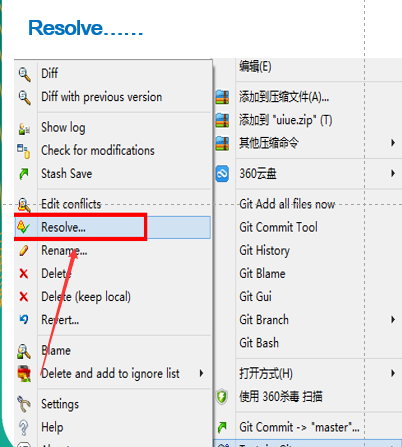 Resolve……
Diff
Diff with previous version
Show log
Check for modifications
Stash Save
Edit conflicts
Resolve...
Rename...
Delete
Delete (keep local)
Revert...
Blame
Delete and add to ignore list
Settings
Help
编辑(E)
添加到压缩文件(A)...
添加到 "uiue.zip" (T)
其他压缩命令
360云盘
Git Add all files now
Git Commit Tool
Git History
Git Blame
Git Gui
Git Branch
Git Bash
打开方式(H)
使用 360杀毒 扫描
Git Commit -> "master"...